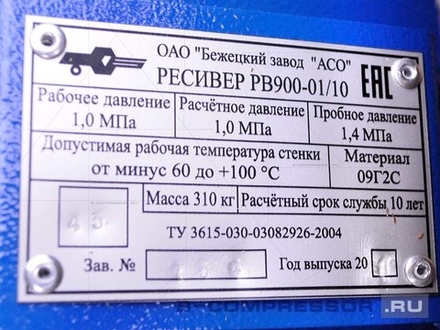 ОАО "Бежецкий завод "АСО"
РЕСИВЕР РВ900-01/10
EAC
Рабочее давление
1,0 МПа
Расчётное давление
1,0 МПа
Пробное давление
1,4 МПа
Допустимая рабочая температура стенки
от минус 60 до +100 °С
Материал
09Г2С
Масса 310 кг
Расчётный срок службы 10 лет
ТУ 3615-030-03082926-2004
Зав. №
Год выпуска 20
COMPRESSOR.RU